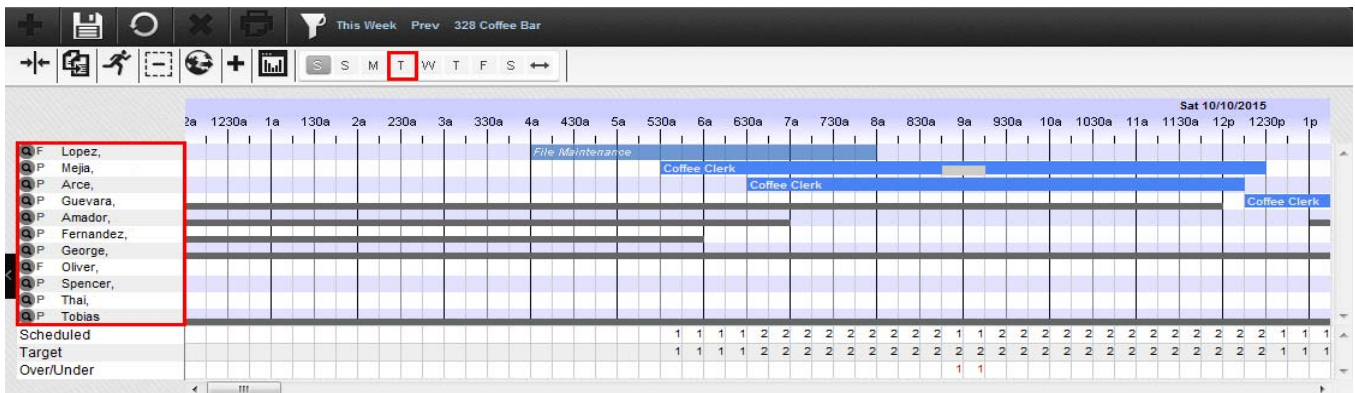 This Week Prev 328 Coffee Bar
S S M T W T F S
Sat 10/10/2015
2a 1230a 1a 130a 2a 230a 3a 330a 4a 430a 5a 530a 6a 630a 7a 730a 8a 830a 9a 930a 10a 1030a 11a 1130a 12p 1230p 1p
F Lopez, File Maintenance
P Mejia, Coffee Clerk
P Arce, Coffee Clerk
P Guevara, Coffee Clerk
P Amador,
P Fernandez,
P George,
F Oliver,
P Spencer,
P Thai,
P Tobias
Scheduled 1 1 1 1 2 2 2 2 2 2 2 2 2 1 1 2 2 2 2 2 2 2 2 2 2 2 2 2 1 1 1
Target 1 1 1 1 2 2 2 2 2 2 2 2 2 2 2 2 2 2 2 2 2 2 2 2 2 2 2 2 1 1 1
Over/Under 1 1